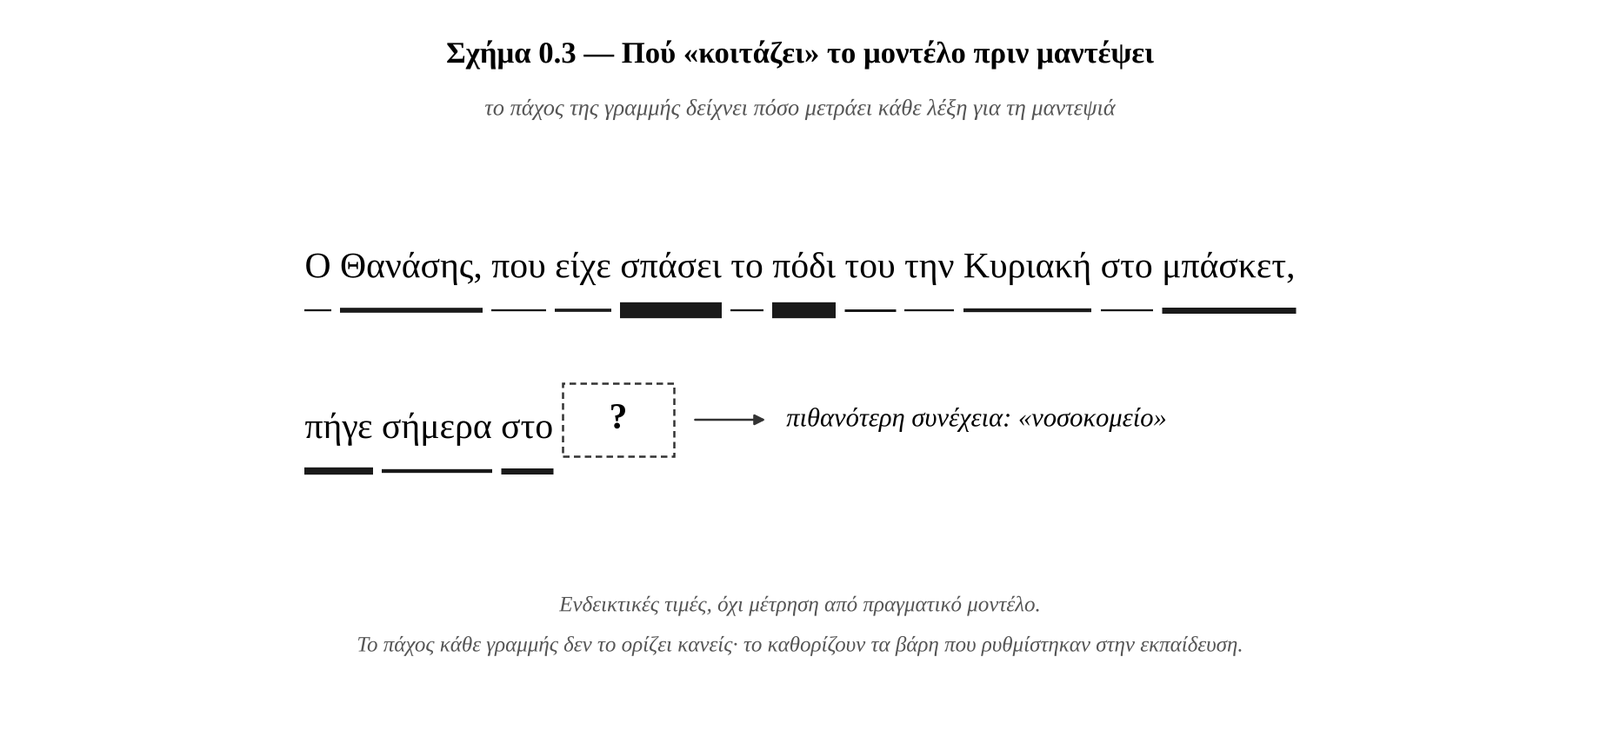 Σχήμα 0.3 — Πού «κοιτάζει» το μοντέλο πριν μαντέψει
το πάχος της γραμμής δείχνει πόσο μετράει κάθε λέξη για τη μαντεψιά
Ο Θανάσης, που είχε σπάσει το πόδι του την Κυριακή στο μπάσκετ,
πήγε σήμερα στο ? πιθανότερη συνέχεια: «νοσοκομείο»
Ενδεικτικές τιμές, όχι μέτρηση από πραγματικό μοντέλο.
Το πάχος κάθε γραμμής δεν το ορίζει κανείς· το καθορίζουν τα βάρη που ρυθμίστηκαν στην εκπαίδευση.